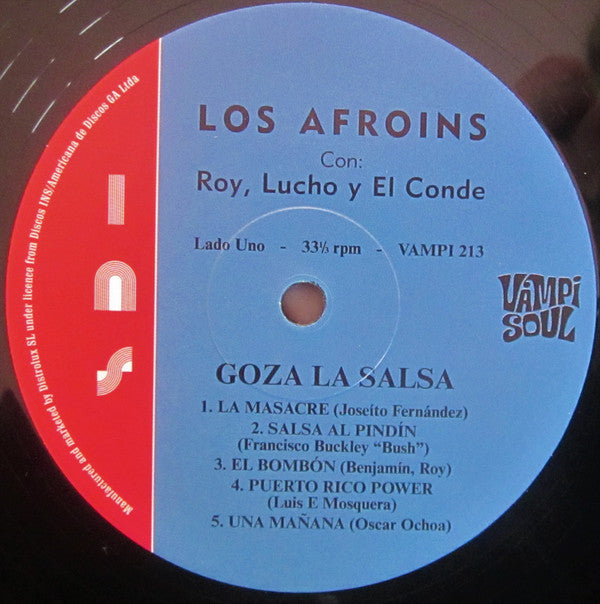 LOS AFROINS
Con:
Roy, Lucho y El Conde
Lado Uno - 33⅓ rpm - VAMPI 213
VAMPi
SOUL
GOZA LA SALSA
1. LA MASACRE (Joseíto Fernández)
2. SALSA AL PINDÍN
(Francisco Buckley “Bush”)
3. EL BOMBÓN (Benjamín, Roy)
4. PUERTO RICO POWER
(Luis E Mosquera)
5. UNA MAÑANA (Oscar Ochoa)
INS
Manufactured and marketed by Distrolux SL under licence from Discos INS/Americana de Discos GA Ltda